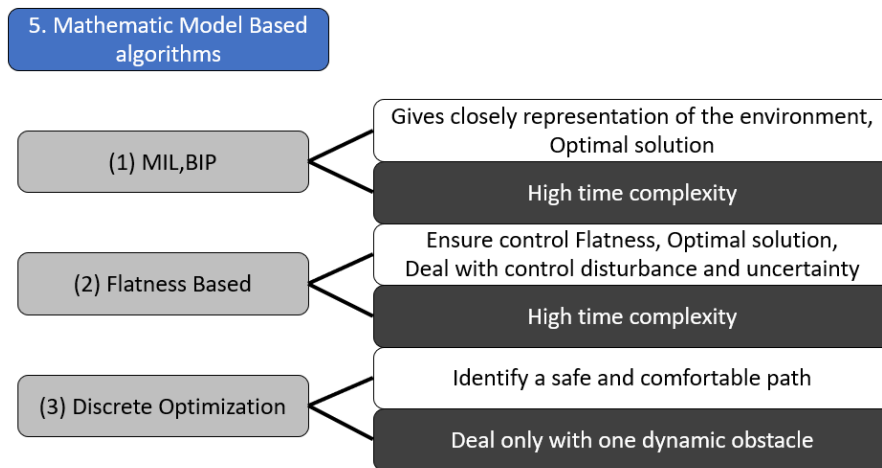 5. Mathematic Model Based
algorithms
(1) MIL,BIP
Gives closely representation of the environment,
Optimal solution
High time complexity
(2) Flatness Based
Ensure control Flatness, Optimal solution,
Deal with control disturbance and uncertainty
High time complexity
(3) Discrete Optimization
Identify a safe and comfortable path
Deal only with one dynamic obstacle